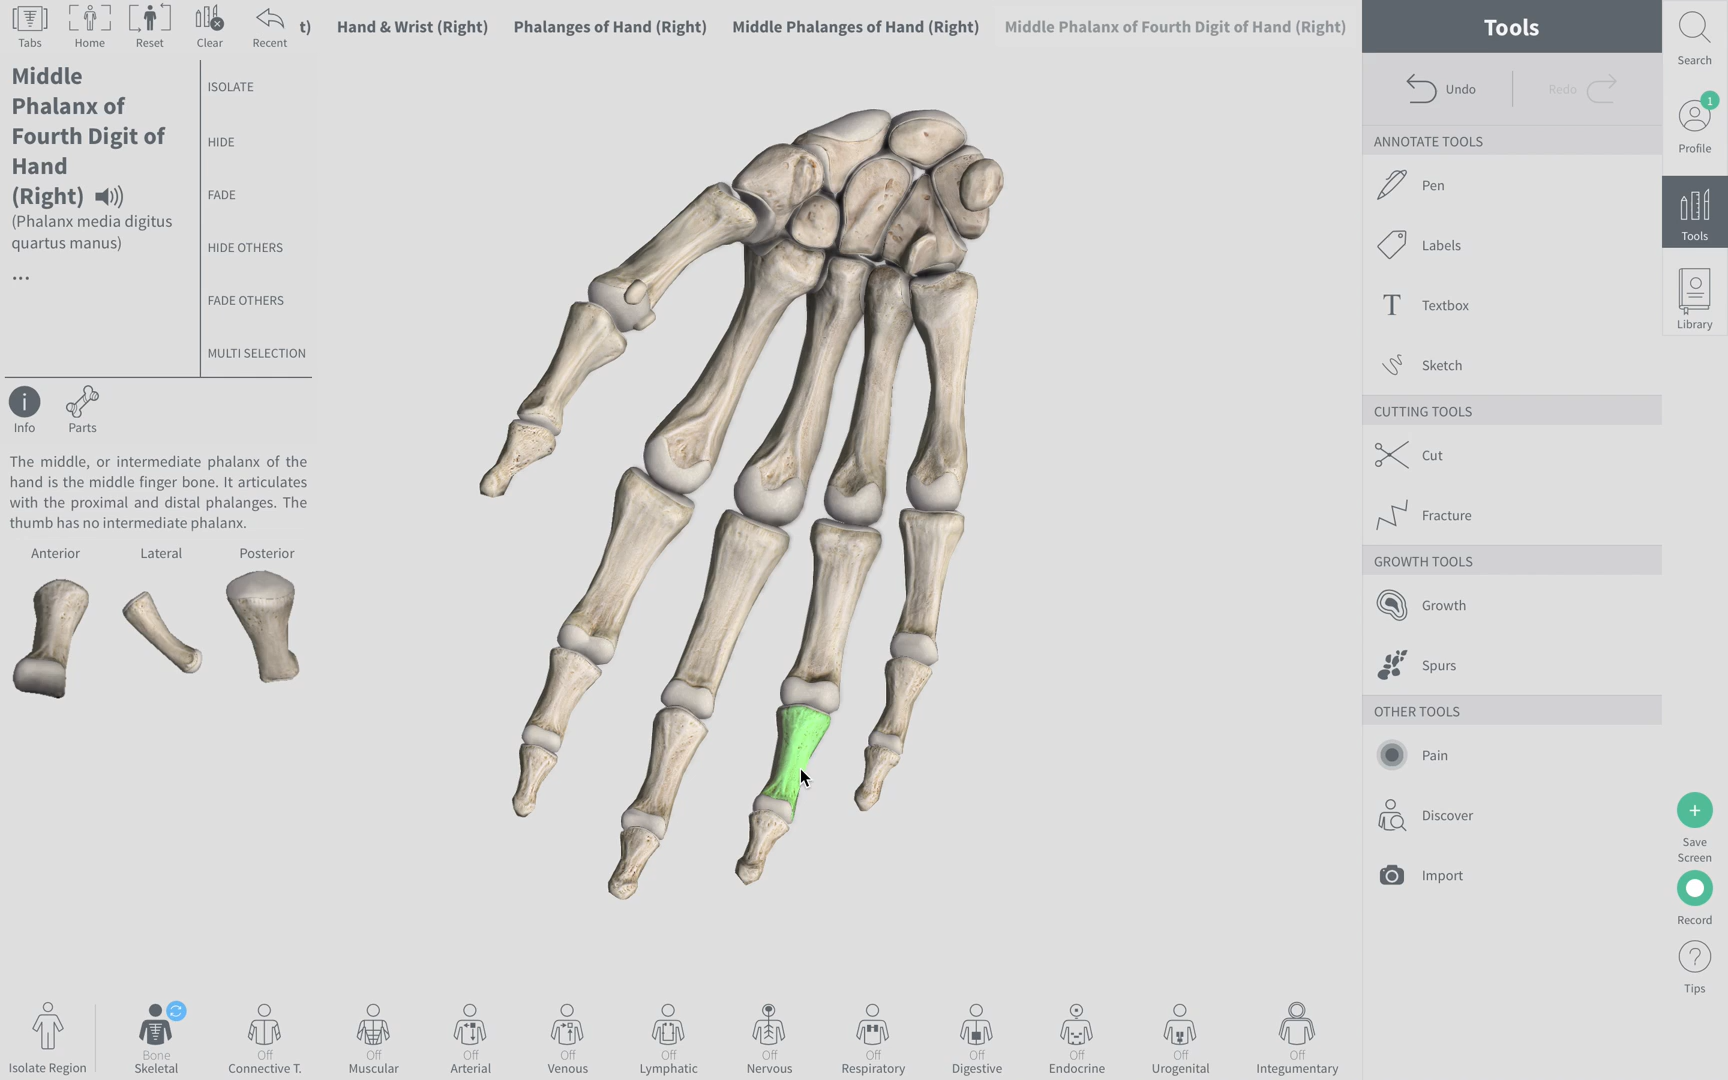 Tabs
Home
Reset
Clear
Recent
t)
Hand & Wrist (Right)
Phalanges of Hand (Right)
Middle Phalanges of Hand (Right)
Middle Phalanx of Fourth Digit of Hand (Right)
Middle
Phalanx of
Fourth Digit of
Hand
(Right)
(Phalanx media digitus
quartus manus)
...
ISOLATE
HIDE
FADE
HIDE OTHERS
FADE OTHERS
MULTI SELECTION
i
Info
Parts
The middle, or intermediate phalanx of the
hand is the middle finger bone. It articulates
with the proximal and distal phalanges. The
thumb has no intermediate phalanx.
Anterior
Lateral
Posterior
Tools
Undo
Redo
ANNOTATE TOOLS
Pen
Labels
T
Textbox
Sketch
CUTTING TOOLS
Cut
Fracture
GROWTH TOOLS
Growth
Spurs
OTHER TOOLS
Pain
Discover
Import
Search
1
Profile
Tools
Library
+
Save
Screen
Record
?
Tips
Isolate Region
Bone
Skeletal
Off
Connective T.
Off
Muscular
Off
Arterial
Off
Venous
Off
Lymphatic
Off
Nervous
Off
Respiratory
Off
Digestive
Off
Endocrine
Off
Urogenital
Off
Integumentary